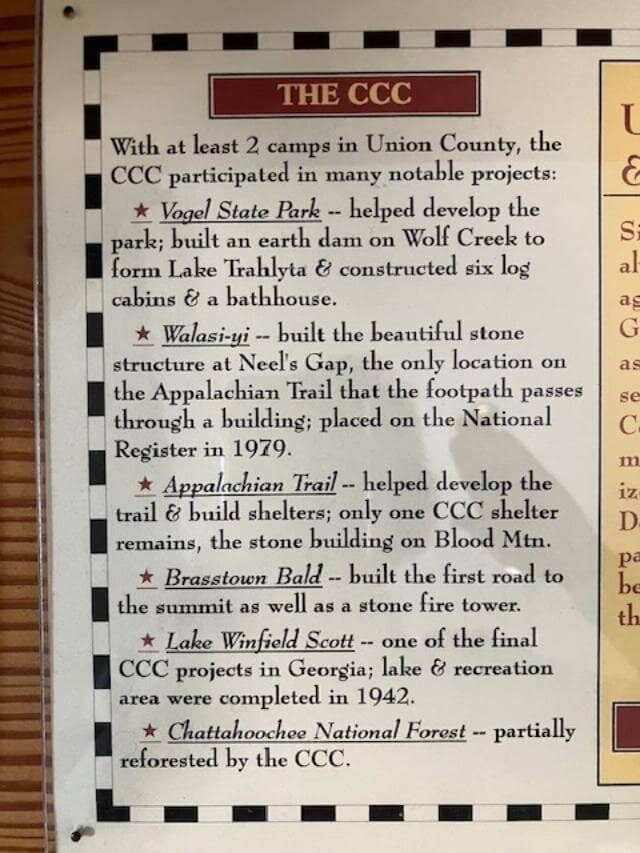 THE CCC
With at least 2 camps in Union County, the
CCC participated in many notable projects:
★ Vogel State Park -- helped develop the
park; built an earth dam on Wolf Creek to
form Lake Trahlyta & constructed six log
cabins & a bathhouse.
★ Walasi-yi -- built the beautiful stone
structure at Neel's Gap, the only location on
the Appalachian Trail that the footpath passes
through a building; placed on the National
Register in 1979.
★ Appalachian Trail -- helped develop the
trail & build shelters; only one CCC shelter
remains, the stone building on Blood Mtn.
★ Brasstown Bald -- built the first road to
the summit as well as a stone fire tower.
★ Lake Winfield Scott -- one of the final
CCC projects in Georgia; lake & recreation
area were completed in 1942.
★ Chattahoochee National Forest -- partially
reforested by the CCC.